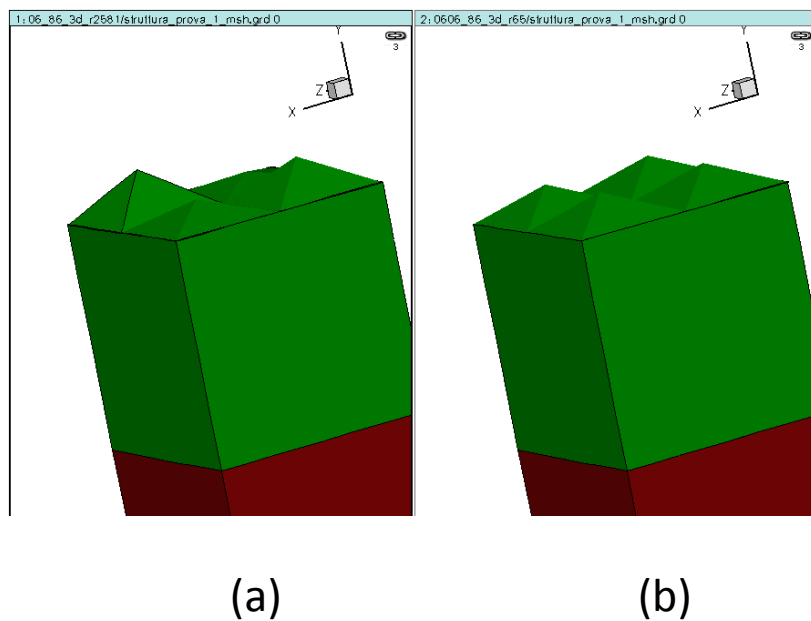 1: 06_86_3d_r2581/struttura_prova_1_msh.grd 0
2: 0606_86_3d_r65/struttura_prova_1_msh.grd 0
Y
Y
3
3
Z
Z
X
X
(a)
(b)